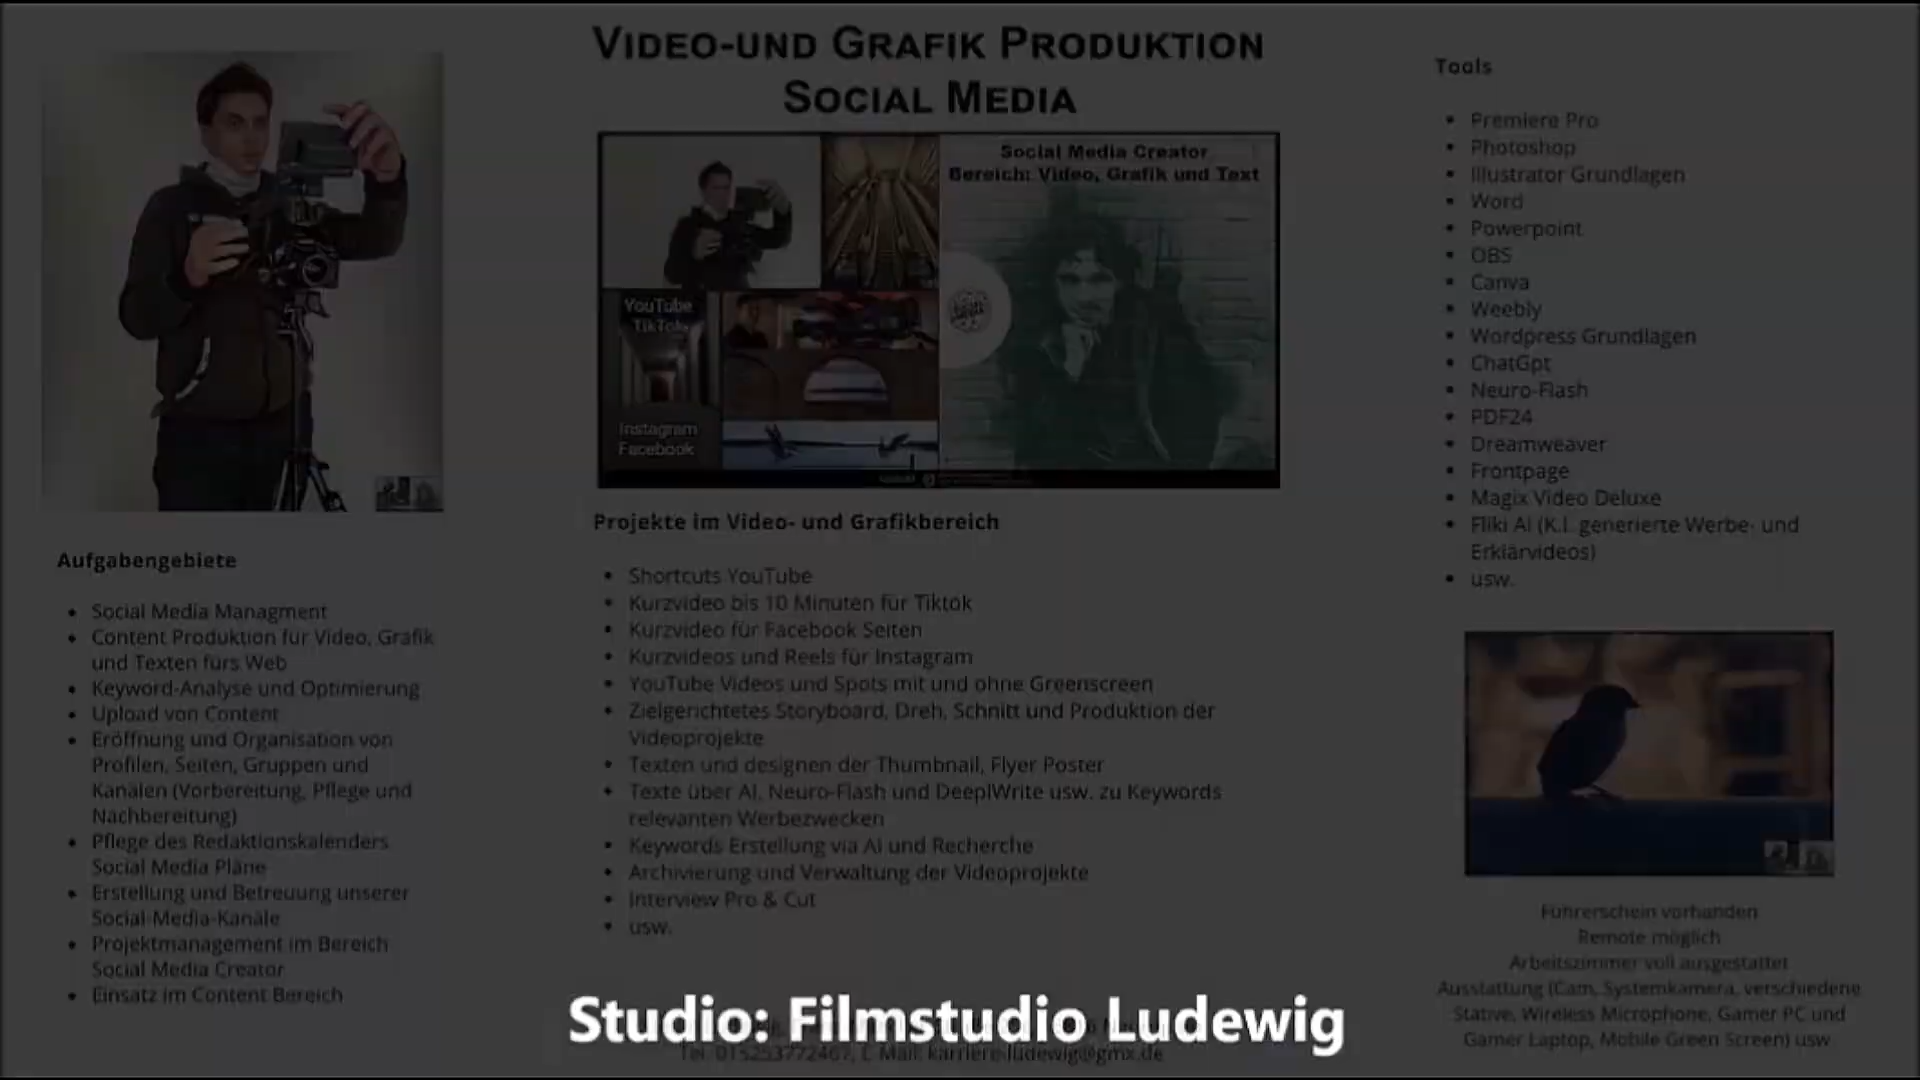 VIDEO-UND GRAFIK PRODUKTION
SOCIAL MEDIA
Social Media Creator
Bereich: Video, Grafik und Text
YouTube
TikTok
Instagram
Facebook
Aufgabengebiete
• Social Media Managment
• Content Produktion für Video, Grafik
und Texten fürs Web
• Keyword-Analyse und Optimierung
• Upload von Content
• Eröffnung und Organisation von
Profilen, Seiten, Gruppen und
Kanälen (Vorbereitung, Pflege und
Nachbereitung)
• Pflege des Redaktionskalenders
Social Media Pläne
• Erstellung und Betreuung unserer
Social-Media-Kanäle
• Projektmanagement im Bereich
Social Media Creator
• Einsatz im Content Bereich
Projekte im Video- und Grafikbereich
• Shortcuts YouTube
• Kurzvideo bis 10 Minuten für Tiktok
• Kurzvideo für Facebook Seiten
• Kurzvideos und Reels für Instagram
• YouTube Videos und Spots mit und ohne Greenscreen
• Zielgerichtetes Storyboard, Dreh, Schnitt und Produktion der
Videoprojekte
• Texten und designen der Thumbnail, Flyer Poster
• Texte über AI, Neuro-Flash und DeeplWrite usw. zu Keywords
relevanten Werbezwecken
• Keywords Erstellung via AI und Recherche
• Archivierung und Verwaltung der Videoprojekte
• Interview Pro & Cut
• usw.
Tools
• Premiere Pro
• Photoshop
• Illustrator Grundlagen
• Word
• Powerpoint
• OBS
• Canva
• Weebly
• Wordpress Grundlagen
• ChatGpt
• Neuro-Flash
• PDF24
• Dreamweaver
• Frontpage
• Magix Video Deluxe
• Fliki AI (K.I. generierte Werbe- und
Erklärvideos)
• usw.
Führerschein vorhanden
Remote möglich
Arbeitszimmer voll ausgestattet
Ausstattung (Cam, Systemkamera, verschiedene
Stative, Wireless Microphone, Gamer PC und
Gamer Laptop, Mobile Green Screen) usw.
Studio: Filmstudio Ludewig
Tel: 015253772467, E-Mail: karriere-ludewig@gmx.de